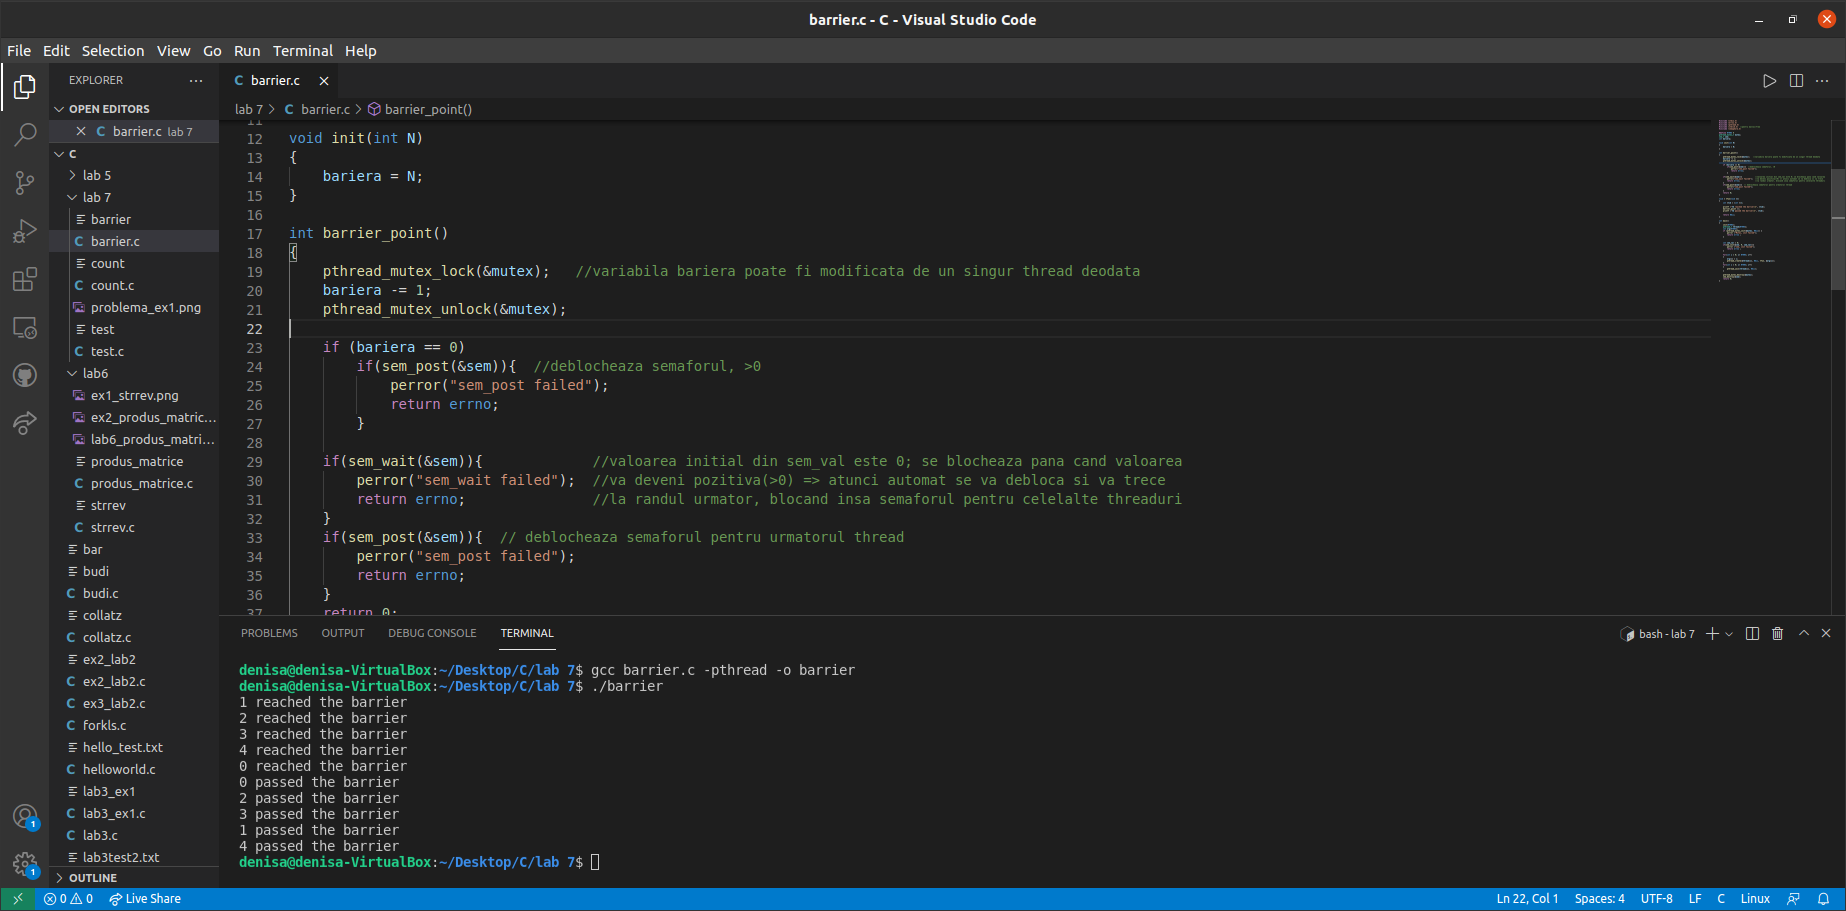 barrier.c - C - Visual Studio Code
File Edit Selection View Go Run Terminal Help
EXPLORER
OPEN EDITORS
barrier.c lab 7
C
lab 5
lab 7
barrier
C barrier.c
count
C count.c
problema_ex1.png
test
C test.c
lab6
ex1_strrev.png
ex2_produs_matric...
lab6_produs_matri...
produs_matrice
C produs_matrice.c
strrev
C strrev.c
bar
budi
C budi.c
collatz
C collatz.c
ex2_lab2
C ex2_lab2.c
C ex3_lab2.c
C forkls.c
hello_test.txt
C helloworld.c
lab3_ex1
C lab3_ex1.c
C lab3.c
lab3test2.txt
OUTLINE
C barrier.c
lab 7 > C barrier.c > barrier_point()
11
12 void init(int N)
13 {
14     bariera = N;
15 }
16
17 int barrier_point()
18 {
19     pthread_mutex_lock(&mutex);   //variabila bariera poate fi modificata de un singur thread deodata
20     bariera -= 1;
21     pthread_mutex_unlock(&mutex);
22
23     if (bariera == 0)
24         if(sem_post(&sem)){  //deblocheaza semaforul, >0
25             perror("sem_post failed");
26             return errno;
27         }
28
29     if(sem_wait(&sem)){             //valoarea initial din sem_val este 0; se blocheaza pana cand valoarea
30         perror("sem_wait failed");  //va deveni pozitiva(>0) => atunci automat se va debloca si va trece
31         return errno;               //la randul urmator, blocand insa semaforul pentru celelalte threaduri
32     }
33     if(sem_post(&sem)){  // deblocheaza semaforul pentru urmatorul thread
34         perror("sem_post failed");
35         return errno;
36     }
37     return 0;
PROBLEMS OUTPUT DEBUG CONSOLE TERMINAL
bash - lab 7
denisa@denisa-VirtualBox:~/Desktop/C/lab 7$ gcc barrier.c -pthread -o barrier
denisa@denisa-VirtualBox:~/Desktop/C/lab 7$ ./barrier
1 reached the barrier
2 reached the barrier
3 reached the barrier
4 reached the barrier
0 reached the barrier
0 passed the barrier
2 passed the barrier
3 passed the barrier
1 passed the barrier
4 passed the barrier
denisa@denisa-VirtualBox:~/Desktop/C/lab 7$
1
1
0 0 Live Share
Ln 22, Col 1 Spaces: 4 UTF-8 LF C Linux